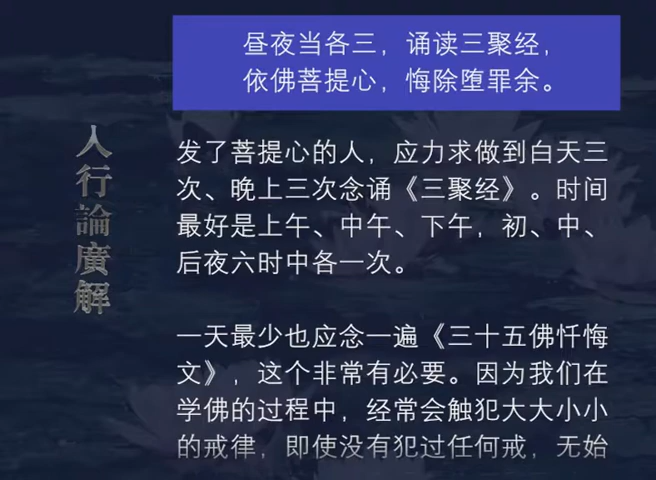 昼夜当各三，诵读三聚经，
依佛菩提心，悔除堕罪余。
入行論廣解
发了菩提心的人，应力求做到白天三
次、晚上三次念诵《三聚经》。时间
最好是上午、中午、下午，初、中、
后夜六时中各一次。
一天最少也应念一遍《三十五佛忏悔
文》，这个非常有必要。因为我们在
学佛的过程中，经常会触犯大大小小
的戒律，即使没有犯过任何戒，无始